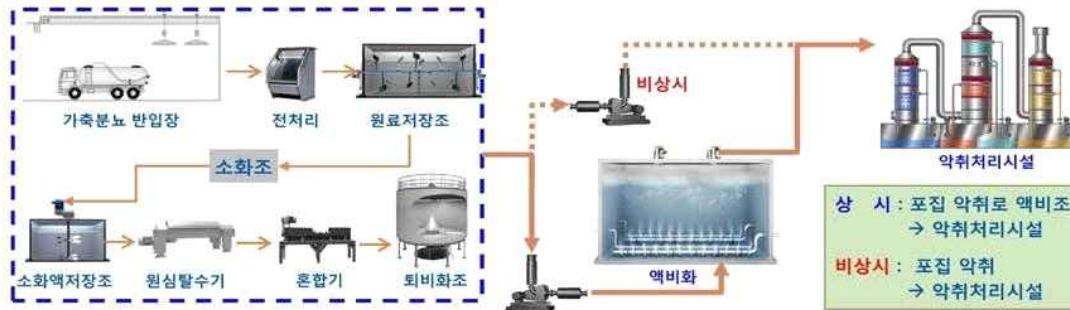 가축분뇨 반입장
전처리
원료저장조
소화조
소화액저장조
원심탈수기
혼합기
퇴비화조
비상시
액비화
악취처리시설
상 시 : 포집 악취로 액비조
→ 악취처리시설
비상시 : 포집 악취
→ 악취처리시설